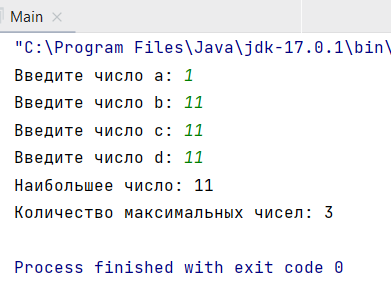 Main
"C:\Program Files\Java\jdk-17.0.1\bin\
Введите число a: 1
Введите число b: 11
Введите число c: 11
Введите число d: 11
Наибольшее число: 11
Количество максимальных чисел: 3
Process finished with exit code 0